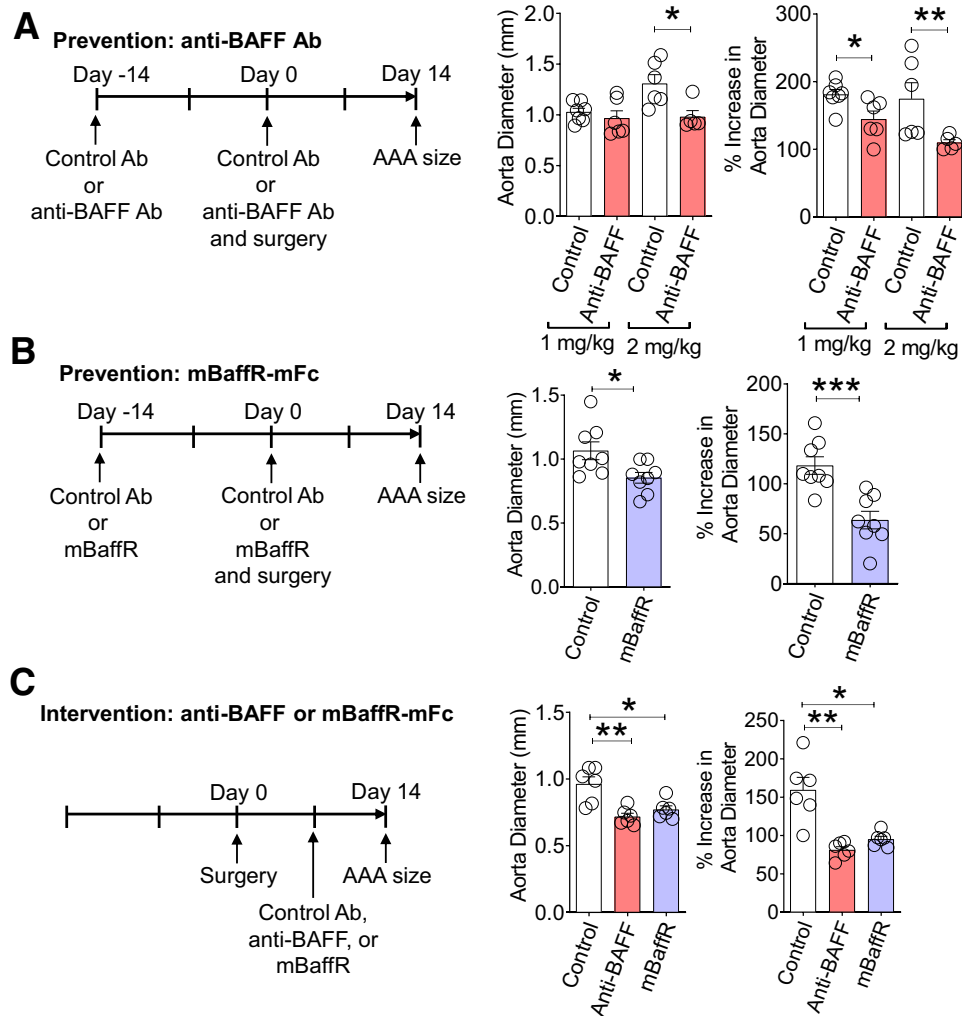 A
Prevention: anti-BAFF Ab
Day -14
Day 0
Day 14
Control Ab
or
anti-BAFF Ab
Control Ab
or
anti-BAFF Ab
and surgery
AAA size
Aorta Diameter (mm)
2.0
1.5
1.0
0.5
0.0
*
Control
Anti-BAFF
Control
Anti-BAFF
1 mg/kg
2 mg/kg
% Increase in
Aorta Diameter
300
200
100
0
*
**
Control
Anti-BAFF
Control
Anti-BAFF
1 mg/kg
2 mg/kg
B
Prevention: mBaffR-mFc
Day -14
Day 0
Day 14
Control Ab
or
mBaffR
Control Ab
or
mBaffR
and surgery
AAA size
Aorta Diameter (mm)
1.5
1.0
0.5
0.0
*
Control
mBaffR
% Increase in
Aorta Diameter
200
150
100
50
0
***
Control
mBaffR
C
Intervention: anti-BAFF or mBaffR-mFc
Day 0
Day 14
Surgery
AAA size
Control Ab,
anti-BAFF, or
mBaffR
Aorta Diameter (mm)
1.5
1.0
0.5
0.0
*
**
Control
Anti-BAFF
mBaffR
% Increase in
Aorta Diameter
250
200
150
100
50
0
*
**
Control
Anti-BAFF
mBaffR